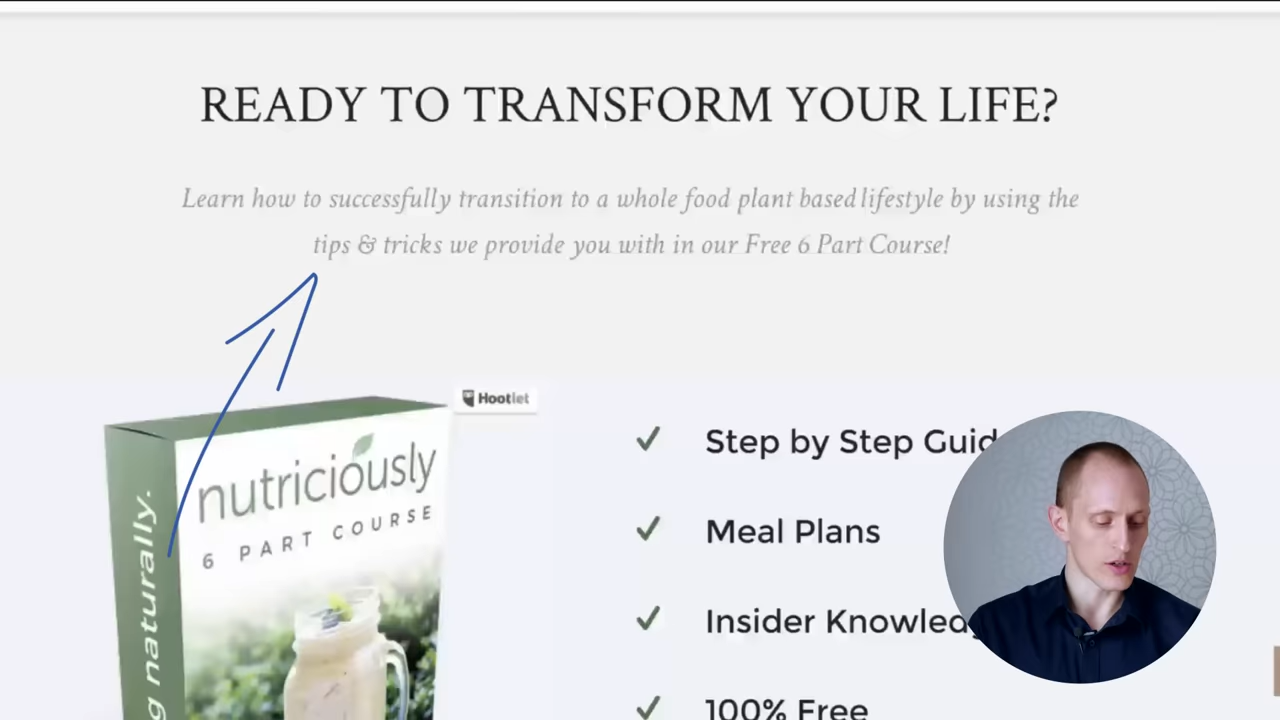 READY TO TRANSFORM YOUR LIFE?
Learn how to successfully transition to a whole food plant based lifestyle by using the
tips & tricks we provide you with in our Free 6 Part Course!
Hootlet
nutriciously
6 PART COURSE
naturally.
Step by Step
Meal Plans
Insider
100% Free